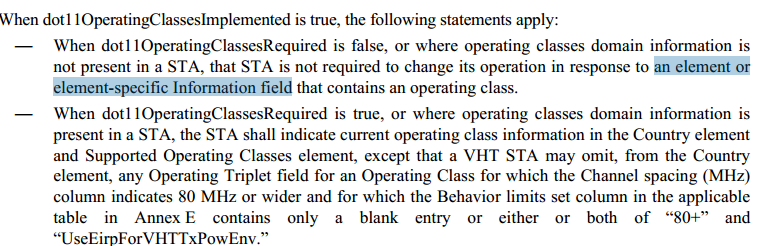 When dot11OperatingClassesImplemented is true, the following statements apply:
— When dot11OperatingClassesRequired is false, or where operating classes domain information is
not present in a STA, that STA is not required to change its operation in response to an element or
element-specific Information field that contains an operating class.
— When dot11OperatingClassesRequired is true, or where operating classes domain information is
present in a STA, the STA shall indicate current operating class information in the Country element
and Supported Operating Classes element, except that a VHT STA may omit, from the Country
element, any Operating Triplet field for an Operating Class for which the Channel spacing (MHz)
column indicates 80 MHz or wider and for which the Behavior limits set column in the applicable
table in Annex E contains only a blank entry or either or both of “80+” and
“UseEirpForVHTTxPowEnv.”